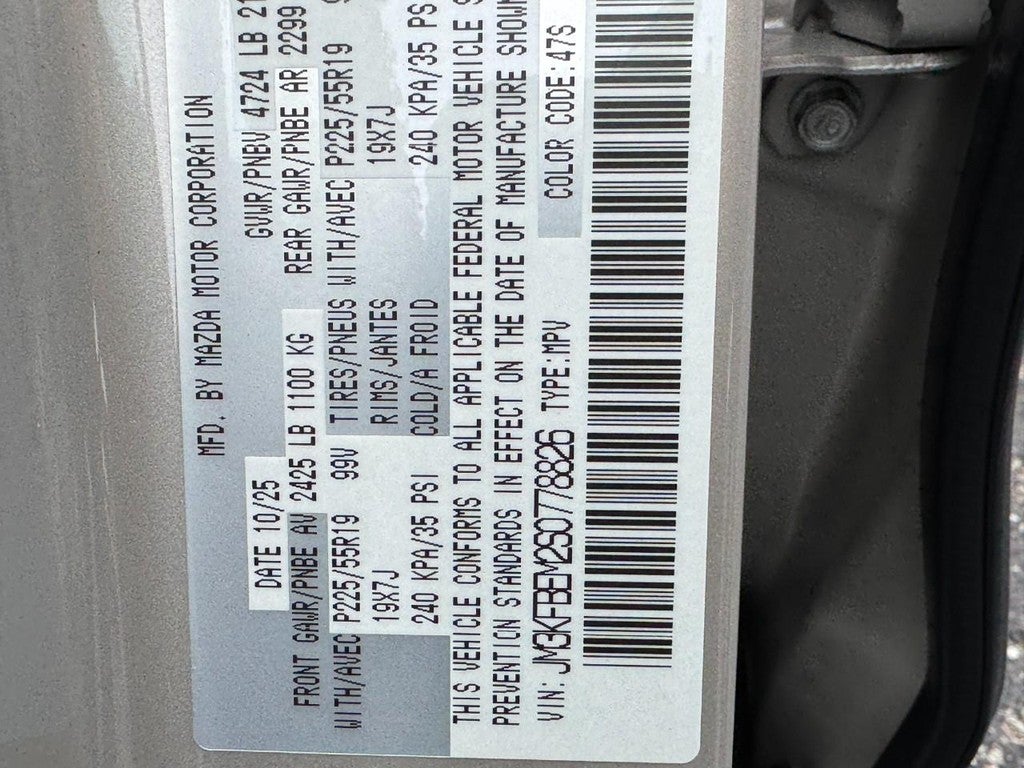 MFD. BY MAZDA MOTOR CORPORATION
DATE 10/25 GVWR/PNBV 4724 LB 21
FRONT GAWR/PNBE AV 2425 LB 1100 KG REAR GAWR/PNBE AR 2299
WITH/AVEC P225/55R19 99V TIRES/PNEUS WITH/AVEC P225/55R19
19X7J RIMS/JANTES 19X7J
240 KPA/35 PSI COLD/A FROID 240 KPA/35 PS
THIS VEHICLE CONFORMS TO ALL APPLICABLE FEDERAL MOTOR VEHICLE S
PREVENTION STANDARDS IN EFFECT ON THE DATE OF MANUFACTURE SHOWN
VIN: JM3KFBEM2S0778826 TYPE:MPV COLOR CODE:47S